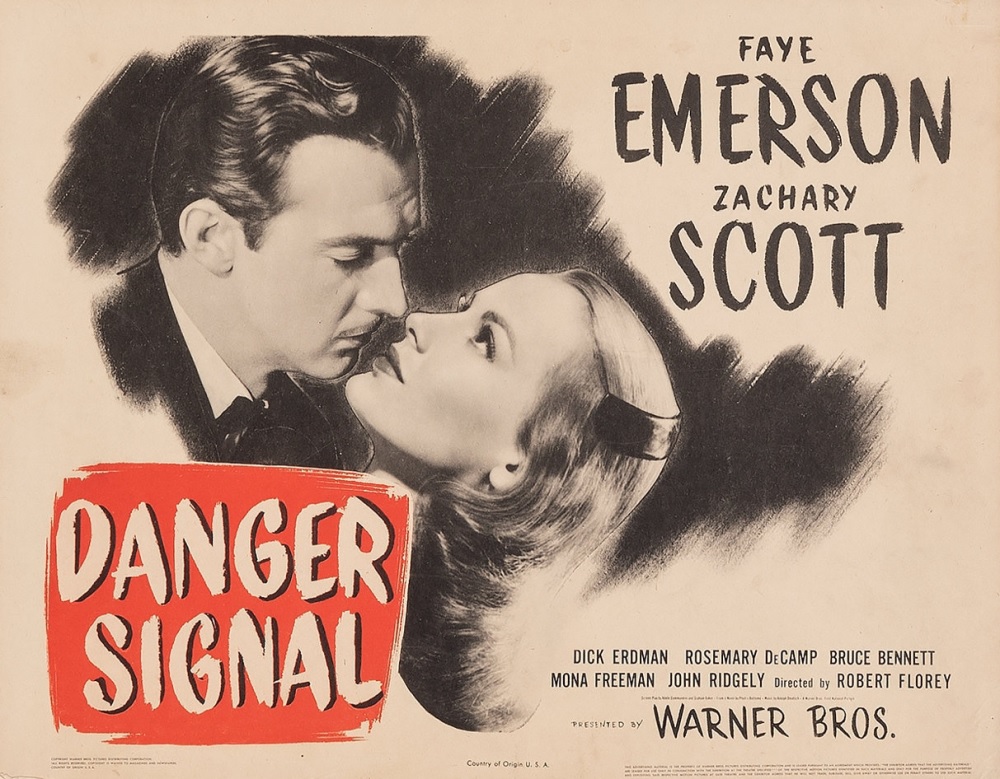 FAYE
EMERSON
ZACHARY
SCOTT
DANGER
SIGNAL
DICK ERDMAN ROSEMARY DeCAMP BRUCE BENNETT
MONA FREEMAN JOHN RIDGELY Directed by ROBERT FLOREY
PRESENTED BY WARNER BROS.
Country of Origin U. S. A.